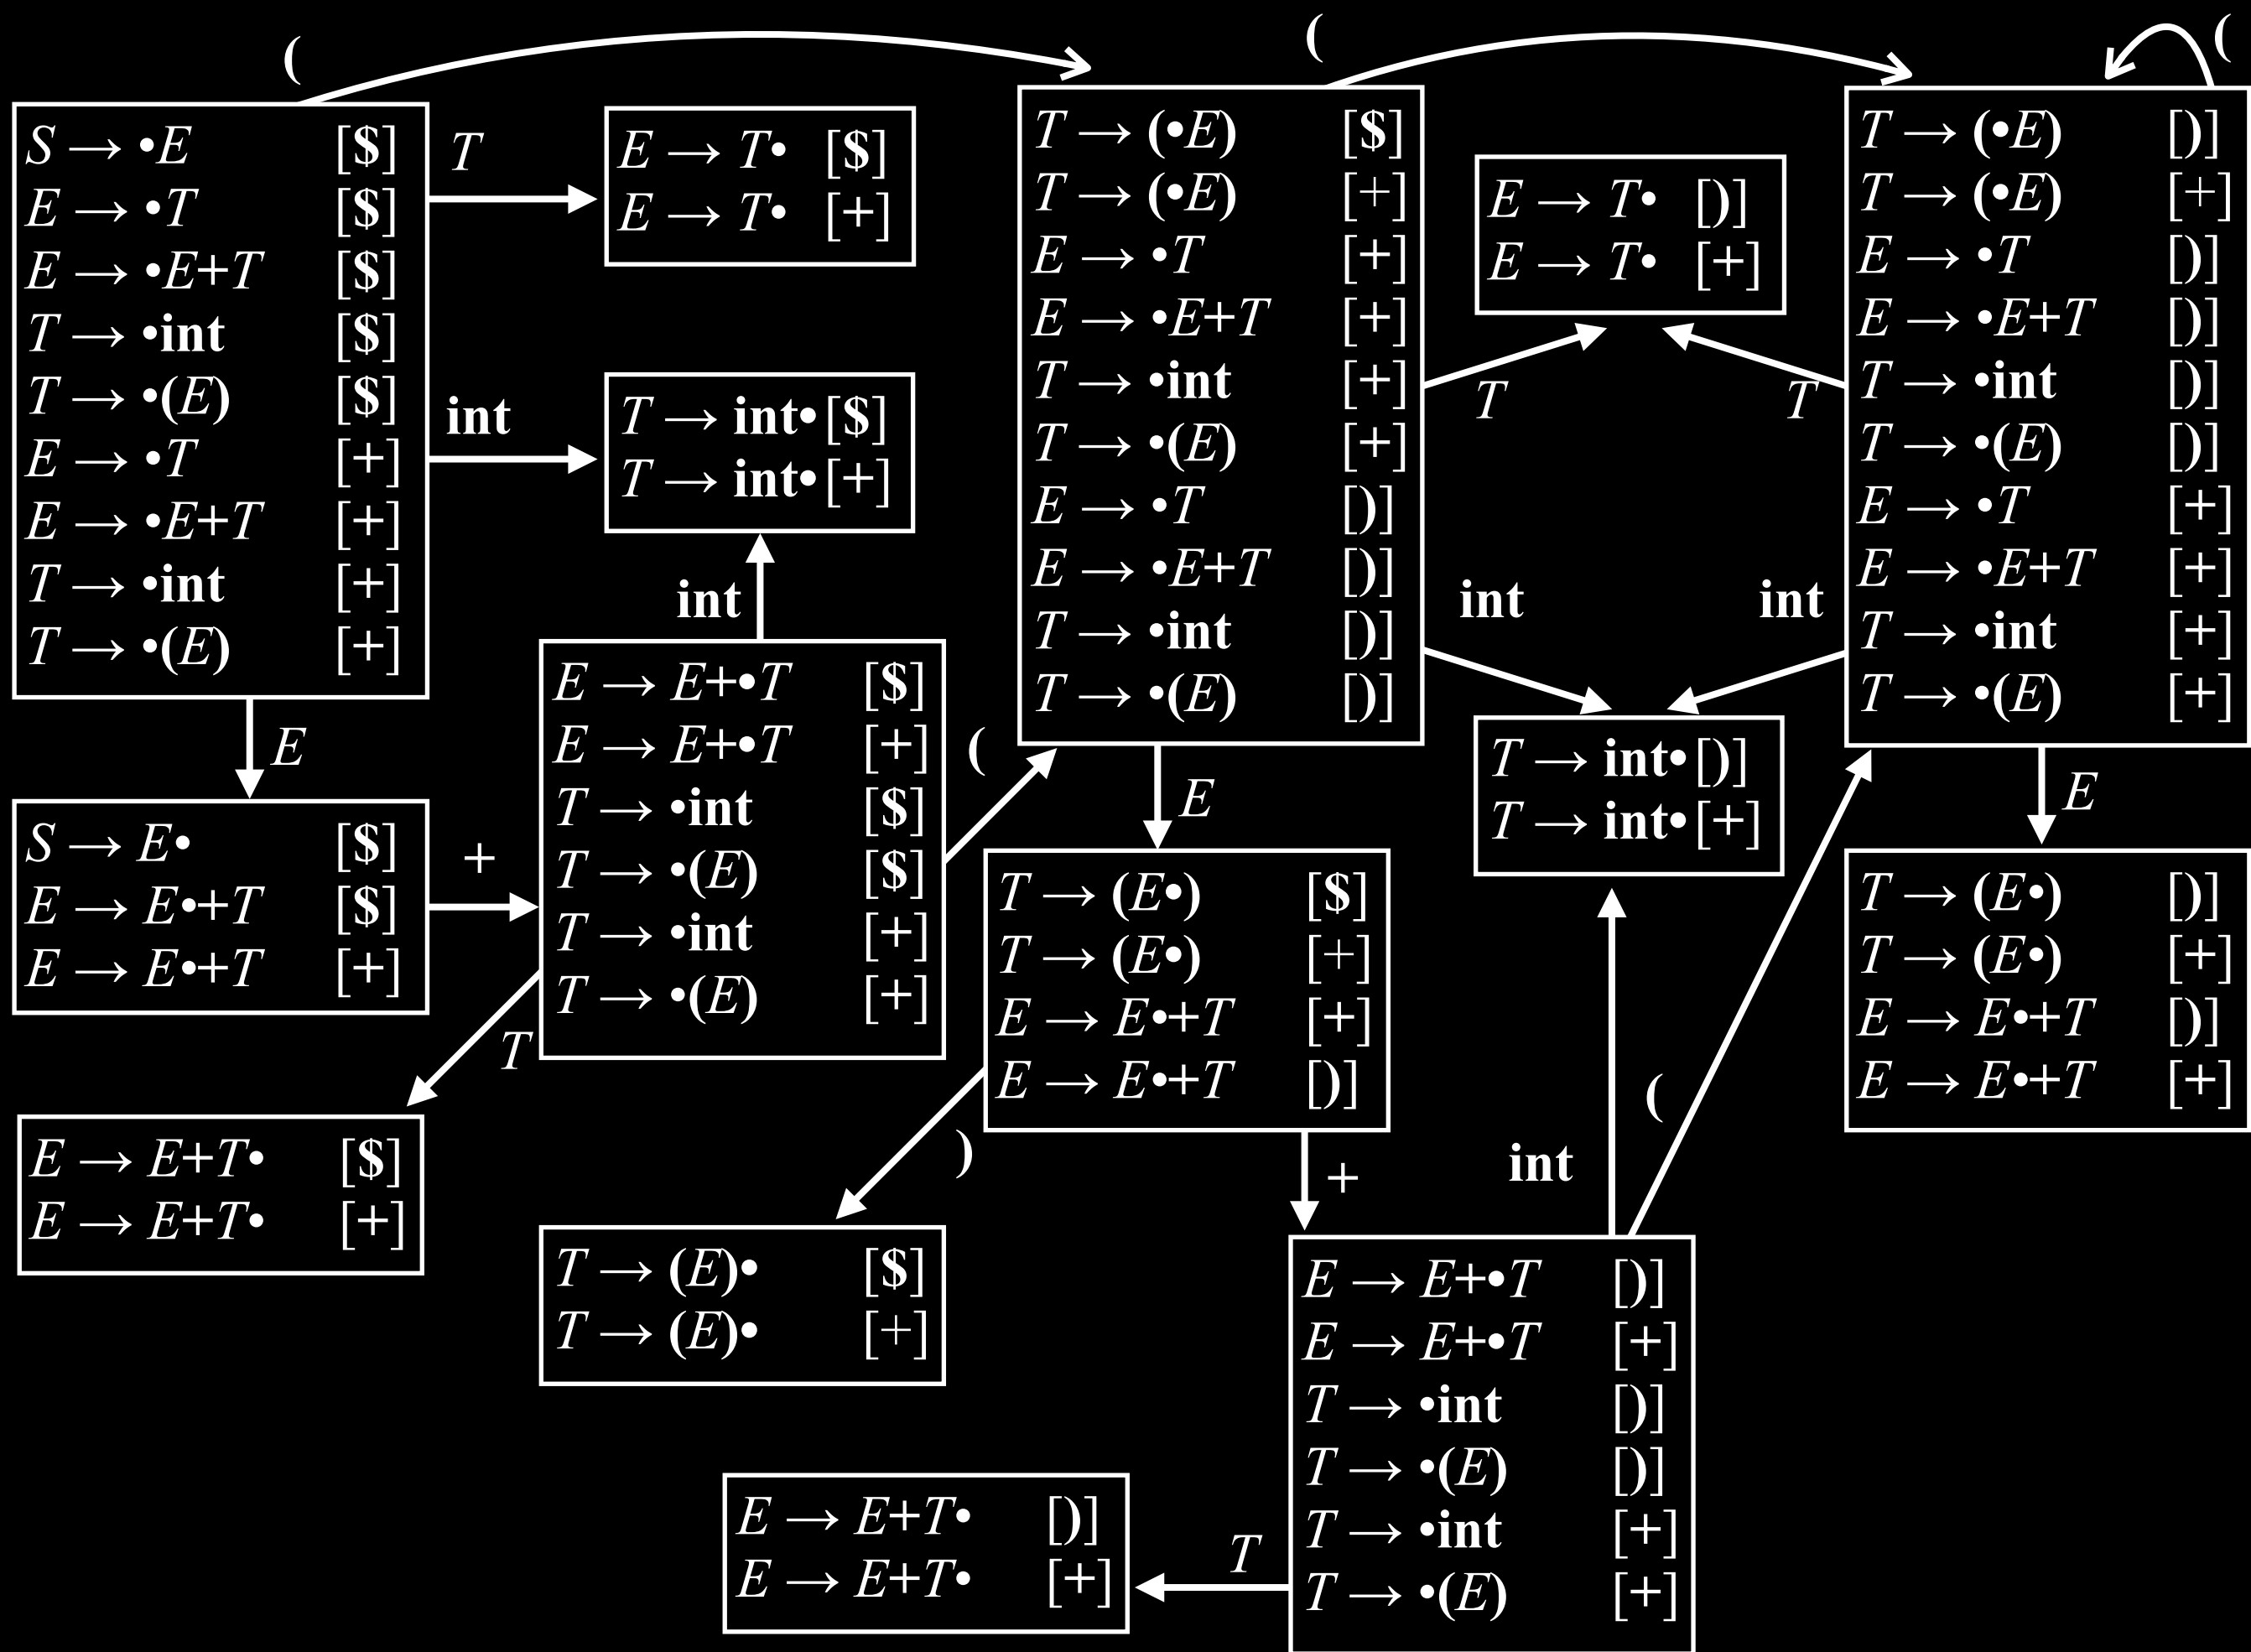 (
(
(
S → ·E [$]
E → ·T [$]
E → ·E+T [$]
T → ·int [$]
T → ·(E) [$]
E → ·T [+]
E → ·E+T [+]
T → ·int [+]
T → ·(E) [+]
T
E → T· [$]
E → T· [+]
int
T → int· [$]
T → int· [+]
int
T → (·E) [$]
T → (·E) [+]
E → ·T [+]
E → ·E+T [+]
T → ·int [+]
T → ·(E) [+]
E → ·T [)]
E → ·E+T [)]
T → ·int [)]
T → ·(E) [)]
E → T· [)]
E → T· [+]
T
T
int
int
T → (·E) [)]
T → (·E) [+]
E → ·T [)]
E → ·E+T [)]
T → ·int [)]
T → ·(E) [)]
E → ·T [+]
E → ·E+T [+]
T → ·int [+]
T → ·(E) [+]
E
S → E· [$]
E → E·+T [$]
E → E·+T [+]
+
E → E+·T [$]
E → E+·T [+]
T → ·int [$]
T → ·(E) [$]
T → ·int [+]
T → ·(E) [+]
(
E
T → int· [)]
T → int· [+]
E
T → (E·) [$]
T → (E·) [+]
E → E·+T [+]
E → E·+T [)]
T → (E·) [)]
T → (E·) [+]
E → E·+T [)]
E → E·+T [+]
T
E → E+T· [$]
E → E+T· [+]
)
+
int
(
T → (E)· [$]
T → (E)· [+]
E → E+·T [)]
E → E+·T [+]
T → ·int [)]
T → ·(E) [)]
T → ·int [+]
T → ·(E) [+]
T
E → E+T· [)]
E → E+T· [+]